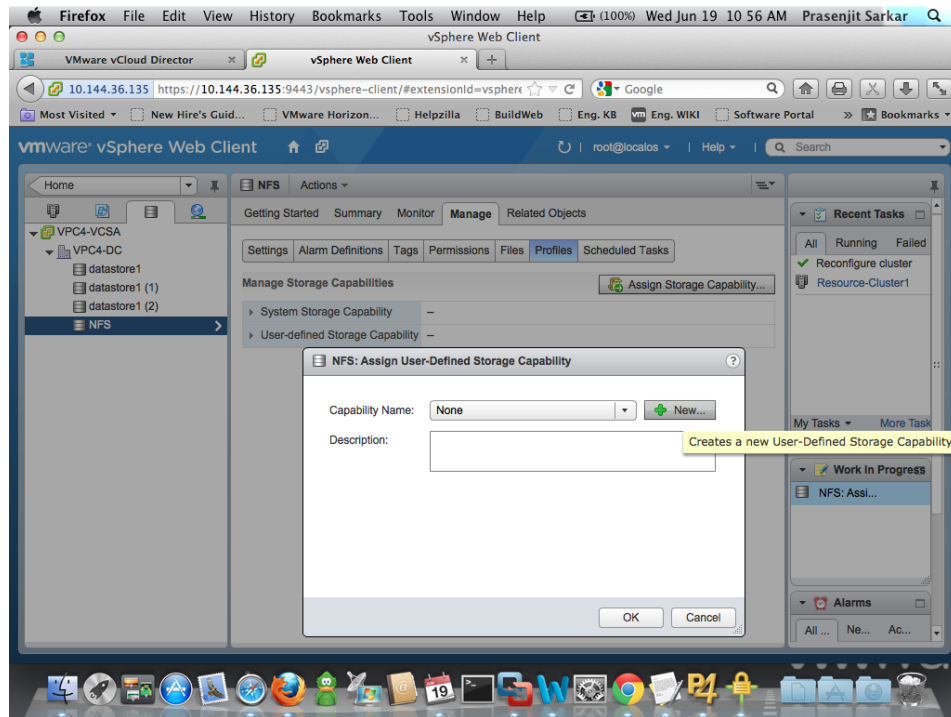 Firefox File Edit View History Bookmarks Tools Window Help (100%) Wed Jun 19 10 56 AM Prasenjit Sarkar
vSphere Web Client
VMware vCloud Director × vSphere Web Client × +
10.144.36.135 https://10.144.36.135:9443/vsphere-client/#extensionId=vsphere Google
Most Visited New Hire's Guid... VMware Horizon... Helpzilla BuildWeb Eng. KB vm Eng. WIKI Software Portal » Bookmarks
vmware® vSphere Web Client root@localos | Help | Search
Home NFS Actions
Getting Started Summary Monitor Manage Related Objects
Recent Tasks
VPC4-VCSA
VPC4-DC
datastore1
datastore1 (1)
datastore1 (2)
NFS
Settings Alarm Definitions Tags Permissions Files Profiles Scheduled Tasks
Manage Storage Capabilities Assign Storage Capability...
System Storage Capability –
User-defined Storage Capability –
All Running Failed
Reconfigure cluster
Resource-Cluster1
NFS: Assign User-Defined Storage Capability ?
Capability Name: None New...
Description:
Creates a new User-Defined Storage Capability
OK Cancel
My Tasks More Task
Work In Progress
NFS: Assi...
Alarms
All ... Ne... Ac...
19
P4